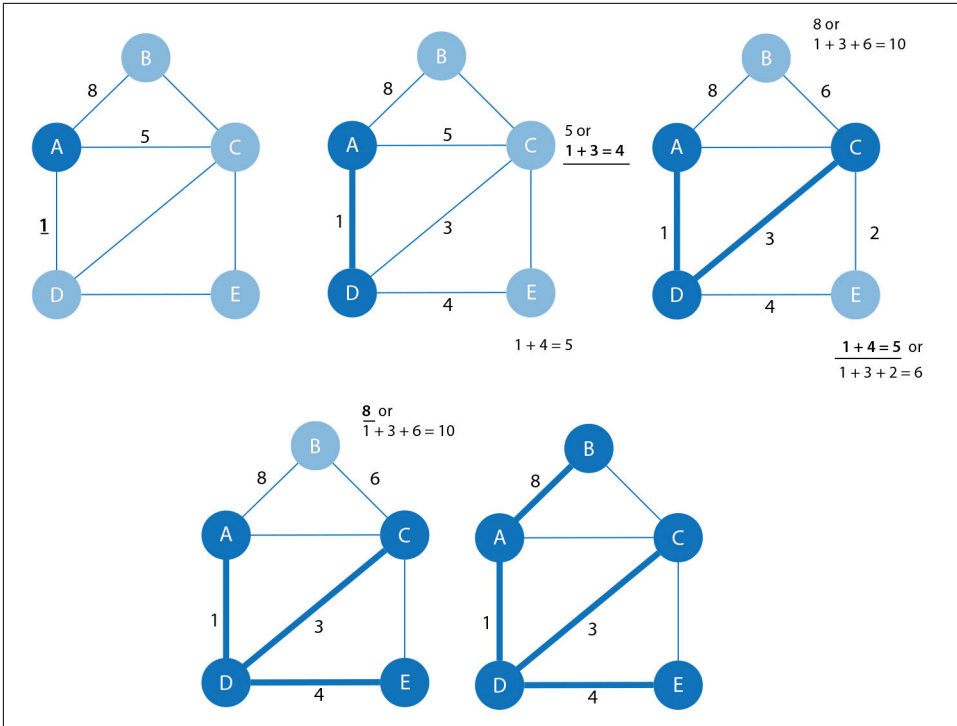 B
8
A
5
C
1
D
E
B
8
A
5
C
5 or
1 + 3 = 4
1
3
D
4
E
1 + 4 = 5
8 or
1 + 3 + 6 = 10
B
8
6
A
C
1
3
2
D
4
E
1 + 4 = 5 or
1 + 3 + 2 = 6
8 or
1 + 3 + 6 = 10
B
8
6
A
C
1
3
D
4
E
B
8
A
C
1
3
D
4
E